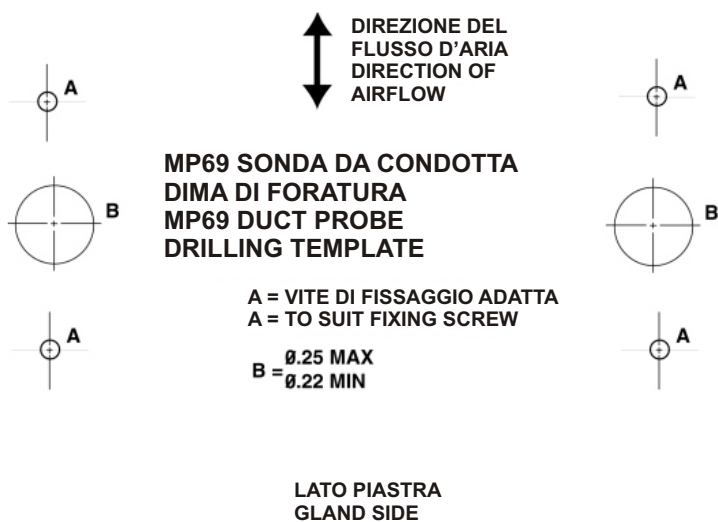 DIREZIONE DEL
FLUSSO D'ARIA
DIRECTION OF
AIRFLOW
A
A
MP69 SONDA DA CONDOTTA
DIMA DI FORATURA
MP69 DUCT PROBE
DRILLING TEMPLATE
B
B
A = VITE DI FISSAGGIO ADATTA
A = TO SUIT FIXING SCREW
A
A
B = Ø.25 MAX
Ø.22 MIN
LATO PIASTRA
GLAND SIDE